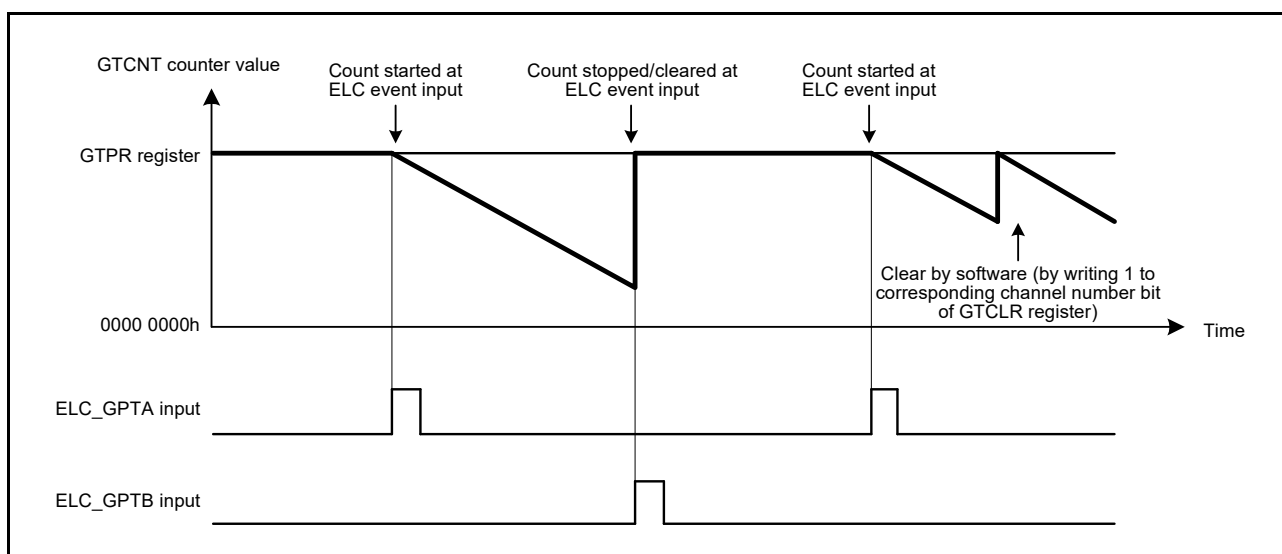 GTCNT counter value
Count started at
ELC event input
Count stopped/cleared at
ELC event input
Count started at
ELC event input
GTPR register
Clear by software (by writing 1 to
corresponding channel number bit
of GTCLR register)
0000 0000h
Time
ELC_GPTA input
ELC_GPTB input